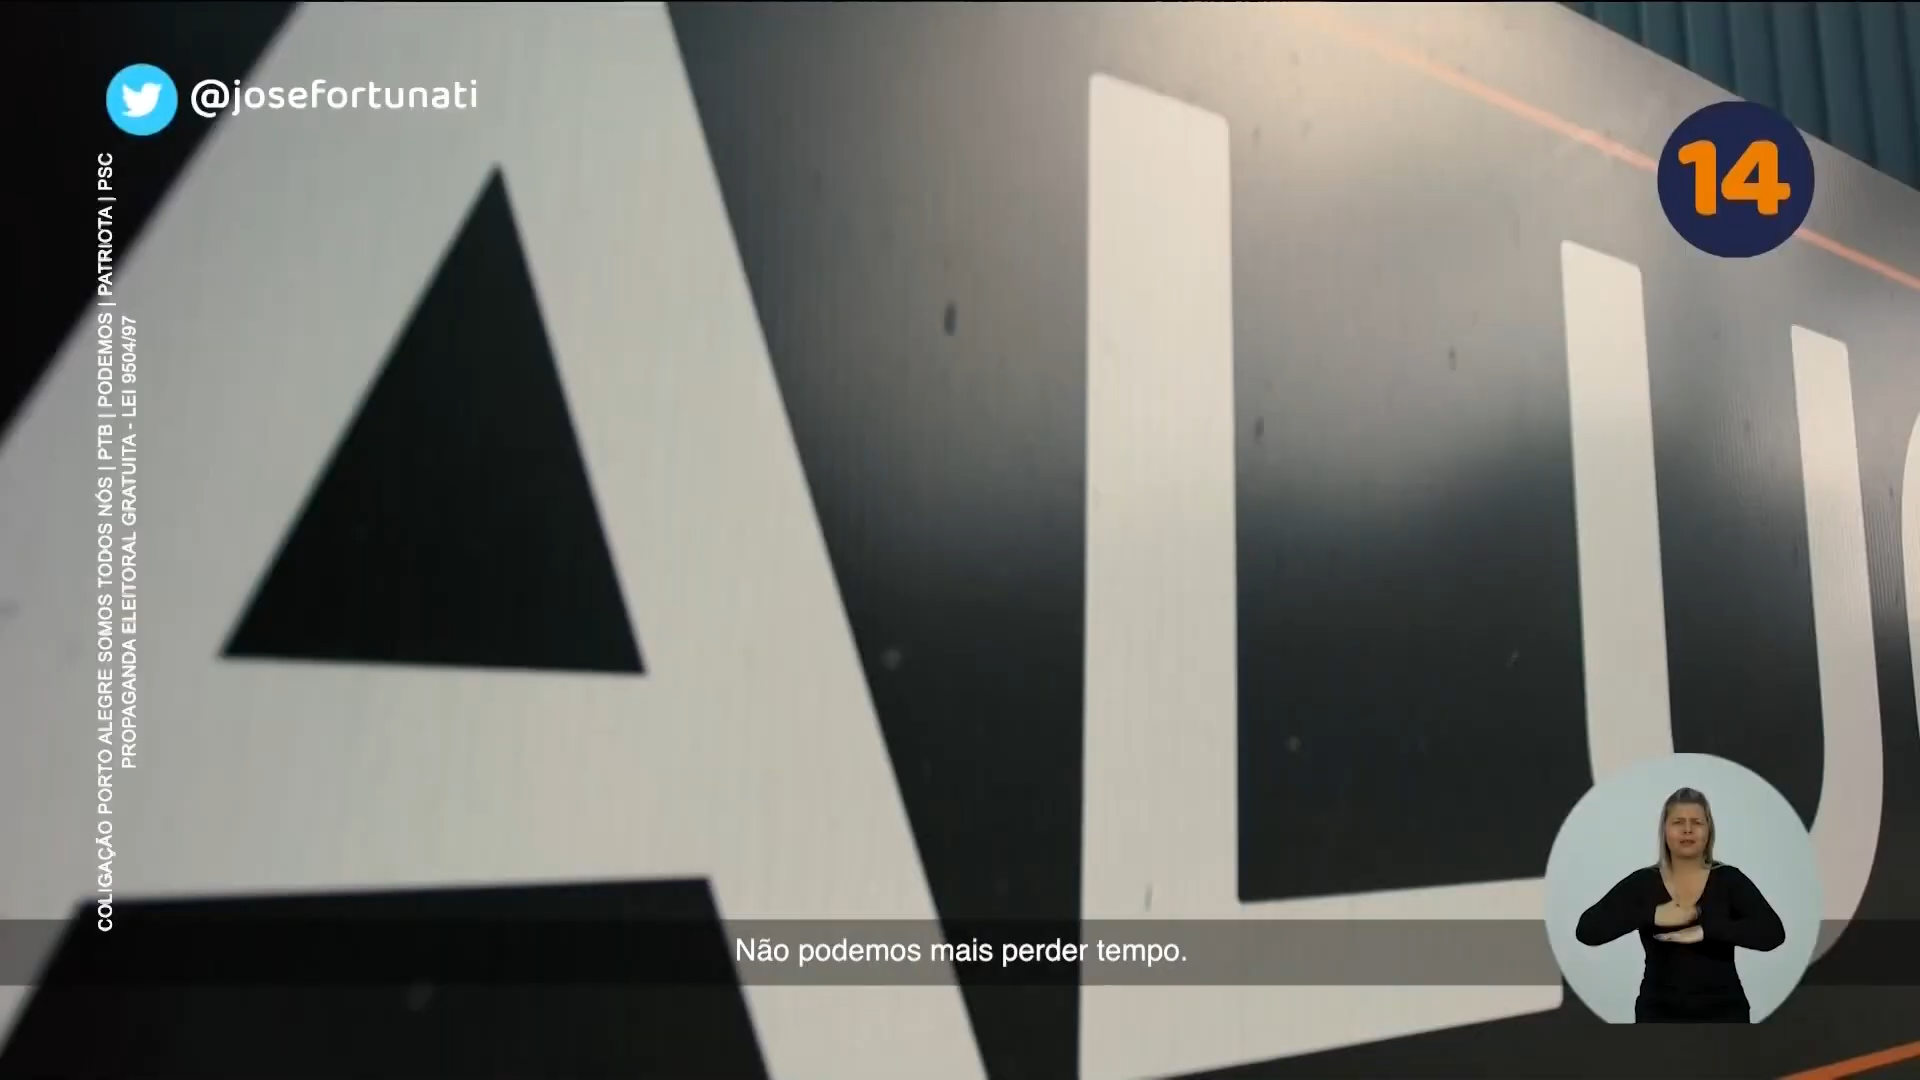 @josefortunati
14
COLIGAÇÃO PORTO ALEGRE SOMOS TODOS NÓS | PTB | PODEMOS | PATRIOTA | PSC
PROPAGANDA ELEITORAL GRATUITA - LEI 9504/97
ALU
Não podemos mais perder tempo.